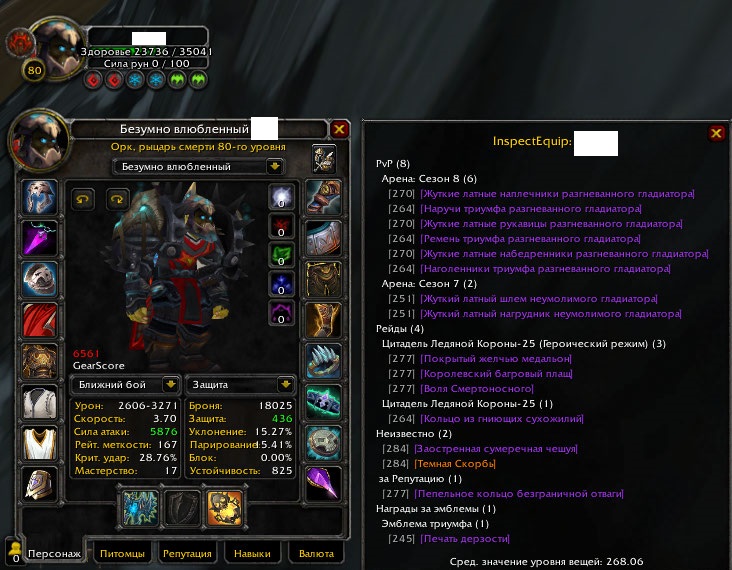 Здоровье 23736 / 35041
Сила рун 0 / 100
80
Безумно влюбленный
Орк, рыцарь смерти 80-го уровня
Безумно влюбленный
0
0
0
0
0
6561
GearScore
Ближний бой
Защита
Урон: 2606-3271
Скорость: 3.70
Сила атаки: 5876
Рейт. меткости: 167
Крит. удар: 28.76%
Мастерство: 17
Броня: 18025
Защита: 436
Уклонение: 15.27%
Парирование: 15.41%
Блок: 0.00%
Устойчивость: 825
0
Персонаж
Питомцы
Репутация
Навыки
Валюта
InspectEquip:
PvP (8)
Арена: Сезон 8 (6)
[270] [Жуткие латные наплечники разгневанного гладиатора]
[264] [Наручи триумфа разгневанного гладиатора]
[270] [Жуткие латные рукавицы разгневанного гладиатора]
[264] [Ремень триумфа разгневанного гладиатора]
[270] [Жуткие латные набедренники разгневанного гладиатора]
[264] [Наголенники триумфа разгневанного гладиатора]
Арена: Сезон 7 (2)
[251] [Жуткий латный шлем неумолимого гладиатора]
[251] [Жуткий латный нагрудник неумолимого гладиатора]
Рейды (4)
Цитадель Ледяной Короны-25 (Героический режим) (3)
[277] [Покрытый желчью медальон]
[277] [Королевский багровый плащ]
[277] [Воля Смертоносного]
Цитадель Ледяной Короны-25 (1)
[264] [Кольцо из гниющих сухожилий]
Неизвестно (2)
[284] [Заостренная сумеречная чешуя]
[284] [Темная Скорбь]
за Репутацию (1)
[277] [Пепельное кольцо безграничной отваги]
Награды за эмблемы (1)
Эмблема триумфа (1)
[245] [Печать дерзости]
Сред. значение уровня вещей: 268.06